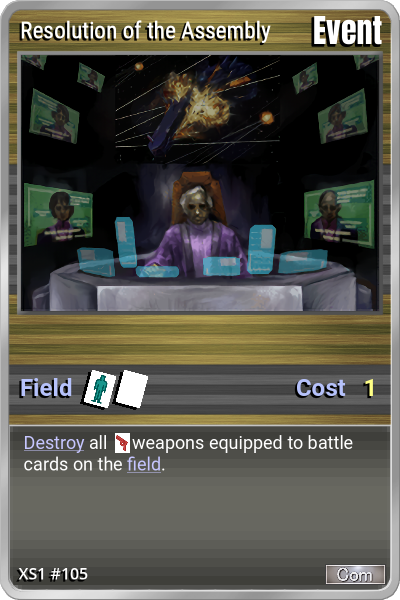 Resolution of the Assembly
Event
Field
Cost 1
Destroy all weapons equipped to battle
cards on the field.
XS1 #105
Com